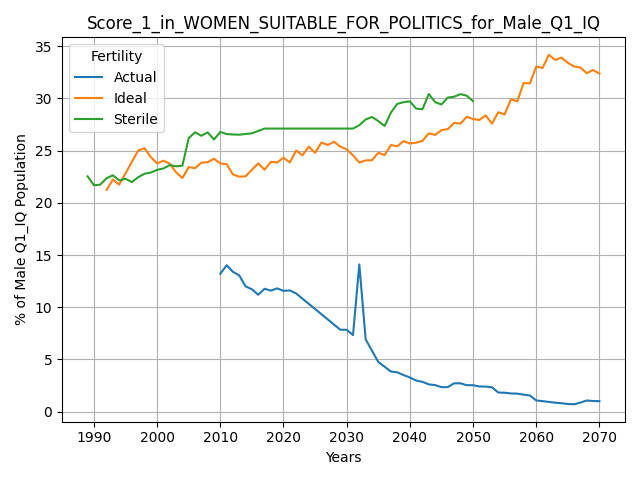 Score_1_in_WOMEN_SUITABLE_FOR_POLITICS_for_Male_Q1_IQ
Fertility
Actual
Ideal
Sterile
% of Male Q1_IQ Population
35
30
25
20
15
10
5
0
1990 2000 2010 2020 2030 2040 2050 2060 2070
Years